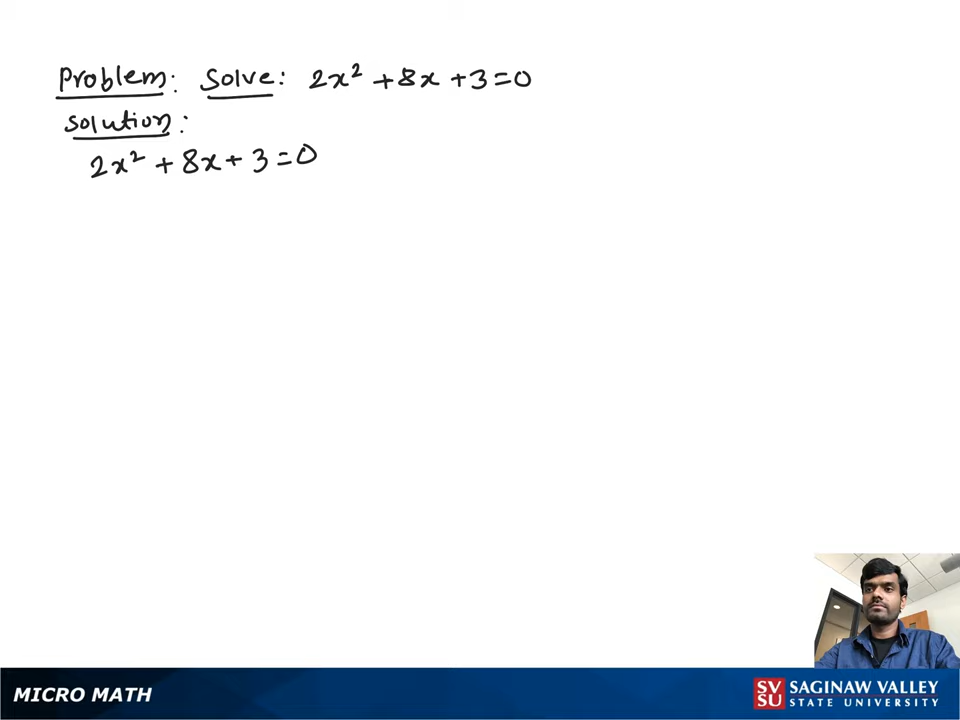 Problem: Solve: 2x² + 8x + 3 = 0
Solution:
2x² + 8x + 3 = 0
MICRO MATH
SV SU SAGINAW VALLEY STATE UNIVERSITY